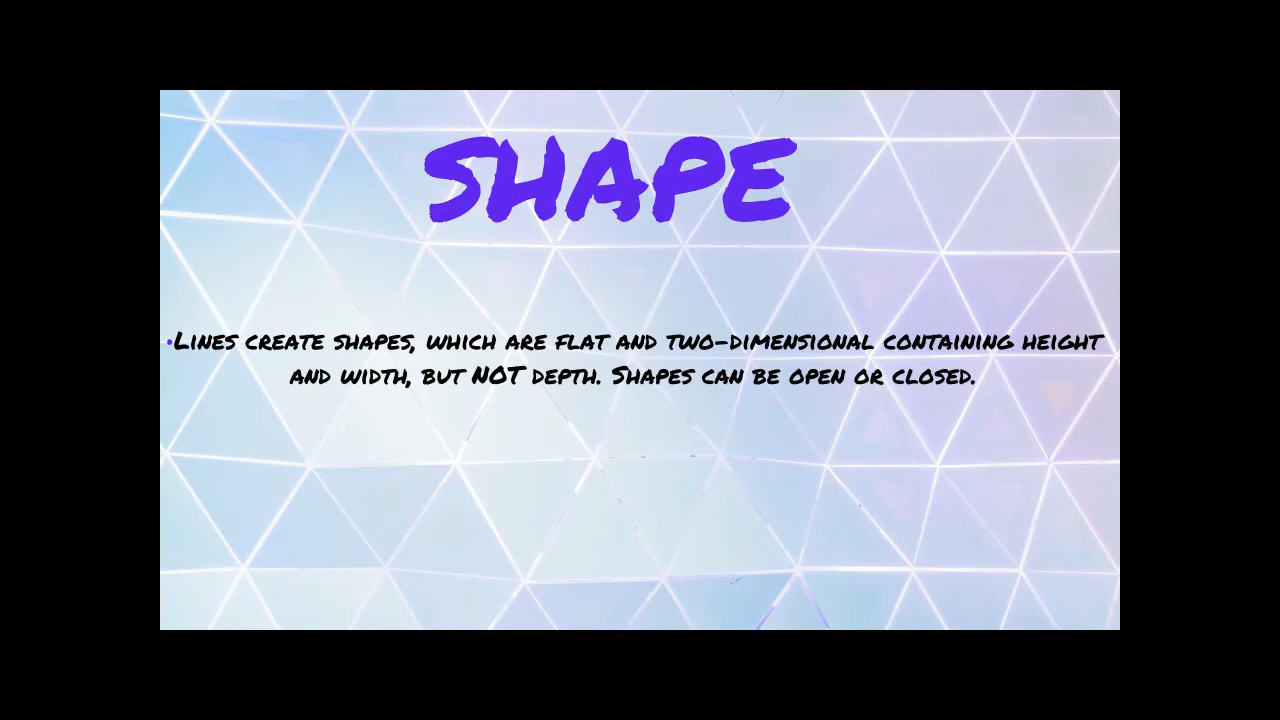 SHAPE
•Lines create shapes, which are flat and two-dimensional containing height
and width, but NOT depth. Shapes can be open or closed.